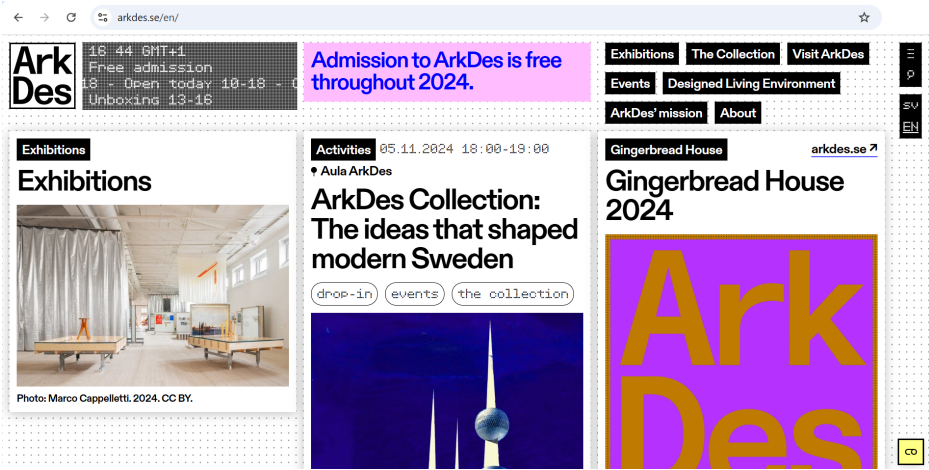 arkdes.se/en/
Ark
Des
16 44 GMT+1
Free admission
18 - Open today 10-18 -
Unboxing 13-16
Admission to ArkDes is free
throughout 2024.
Exhibitions
The Collection
Visit ArkDes
Events
Designed Living Environment
ArkDes’ mission
About
SV
EN
Exhibitions
Exhibitions
Photo: Marco Cappelletti. 2024. CC BY.
Activities 05.11.2024 18:00-19:00
Aula ArkDes
ArkDes Collection:
The ideas that shaped
modern Sweden
drop-in
events
the collection
Gingerbread House
arkdes.se
Gingerbread House
2024
Ark
Des